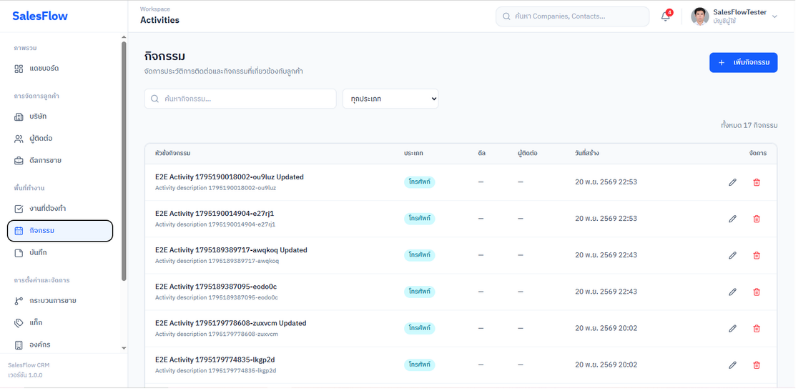 SalesFlow
Workspace
Activities
ค้นหา Companies, Contacts...
4
SalesFlowTester
บัญชีผู้ใช้
ภาพรวม
แดชบอร์ด
การจัดการลูกค้า
บริษัท
ผู้ติดต่อ
ดีลการขาย
พื้นที่ทำงาน
งานที่ต้องทำ
กิจกรรม
บันทึก
การตั้งค่าและจัดการ
กระบวนการขาย
แท็ก
องค์กร
SalesFlow CRM
เวอร์ชัน 1.0.0
กิจกรรม
จัดการประวัติการติดต่อและกิจกรรมที่เกี่ยวข้องกับลูกค้า
+ เพิ่มกิจกรรม
ค้นหากิจกรรม...
ทุกประเภท
ทั้งหมด 17 กิจกรรม
หัวข้อกิจกรรม ประเภท ดีล ผู้ติดต่อ วันที่สร้าง จัดการ
E2E Activity 1795190018002-ou9luz Updated
Activity description 1795190018002-ou9luz
โทรศัพท์ — — 20 พ.ย. 2569 22:53
E2E Activity 1795190014904-e27rj1
Activity description 1795190014904-e27rj1
โทรศัพท์ — — 20 พ.ย. 2569 22:53
E2E Activity 1795189389717-awqkoq Updated
Activity description 1795189389717-awqkoq
โทรศัพท์ — — 20 พ.ย. 2569 22:43
E2E Activity 1795189387095-eodo0c
Activity description 1795189387095-eodo0c
โทรศัพท์ — — 20 พ.ย. 2569 22:43
E2E Activity 1795179778608-zuxvcm Updated
Activity description 1795179778608-zuxvcm
โทรศัพท์ — — 20 พ.ย. 2569 20:02
E2E Activity 1795179774835-lkgp2d
Activity description 1795179774835-lkgp2d
โทรศัพท์ — — 20 พ.ย. 2569 20:02